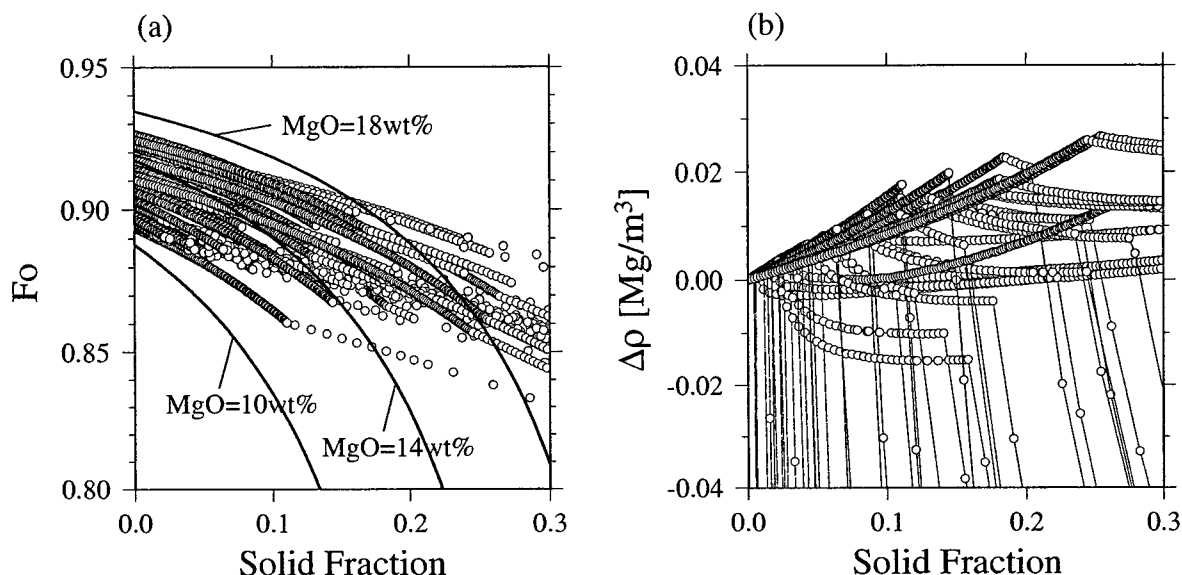 (a)
0.95
0.90
0.85
0.80
Fo
MgO=18wt%
MgO=10wt%
MgO=14wt%
0.0 0.1 0.2 0.3
Solid Fraction
(b)
0.04
0.02
0.00
-0.02
-0.04
Δρ [Mg/m³]
0.0 0.1 0.2 0.3
Solid Fraction